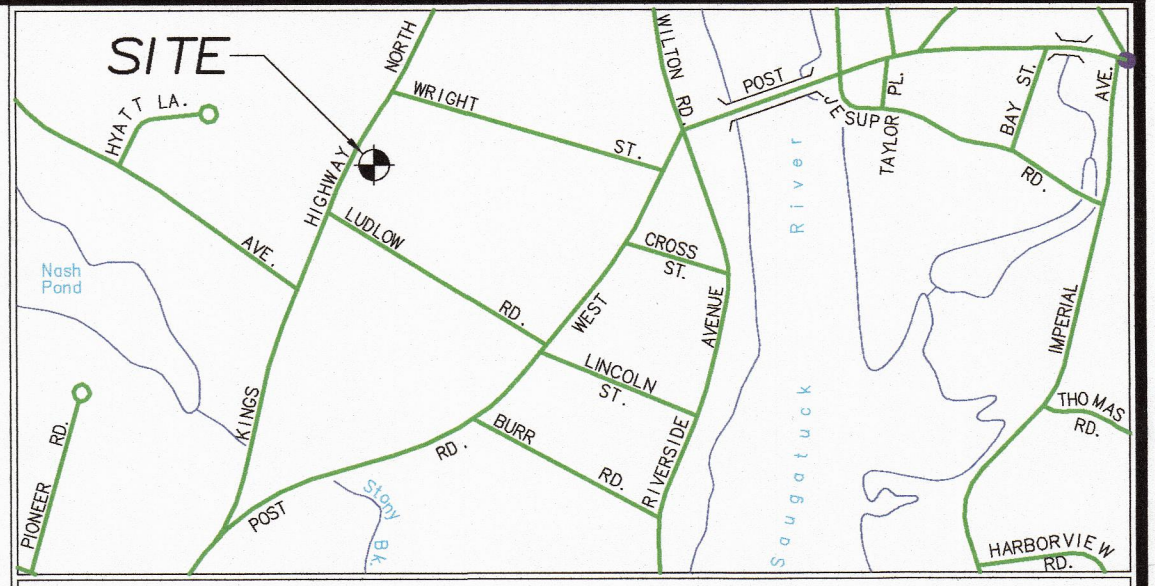 SITE
HYATT LA.
KINGS HIGHWAY NORTH
WRIGHT ST.
WILTON RD.
POST
JESUP RD.
TAYLOR PL.
BAY ST.
IMPERIAL AVE.
LUDLOW RD.
AVE.
CROSS ST.
Nash
Pond
Saugatuck River
POST RD. WEST
LINCOLN ST.
RIVERSIDE AVENUE
BURR RD.
THOMAS
RD.
PIONEER RD.
Stony Bk.
HARBORVIEW
RD.